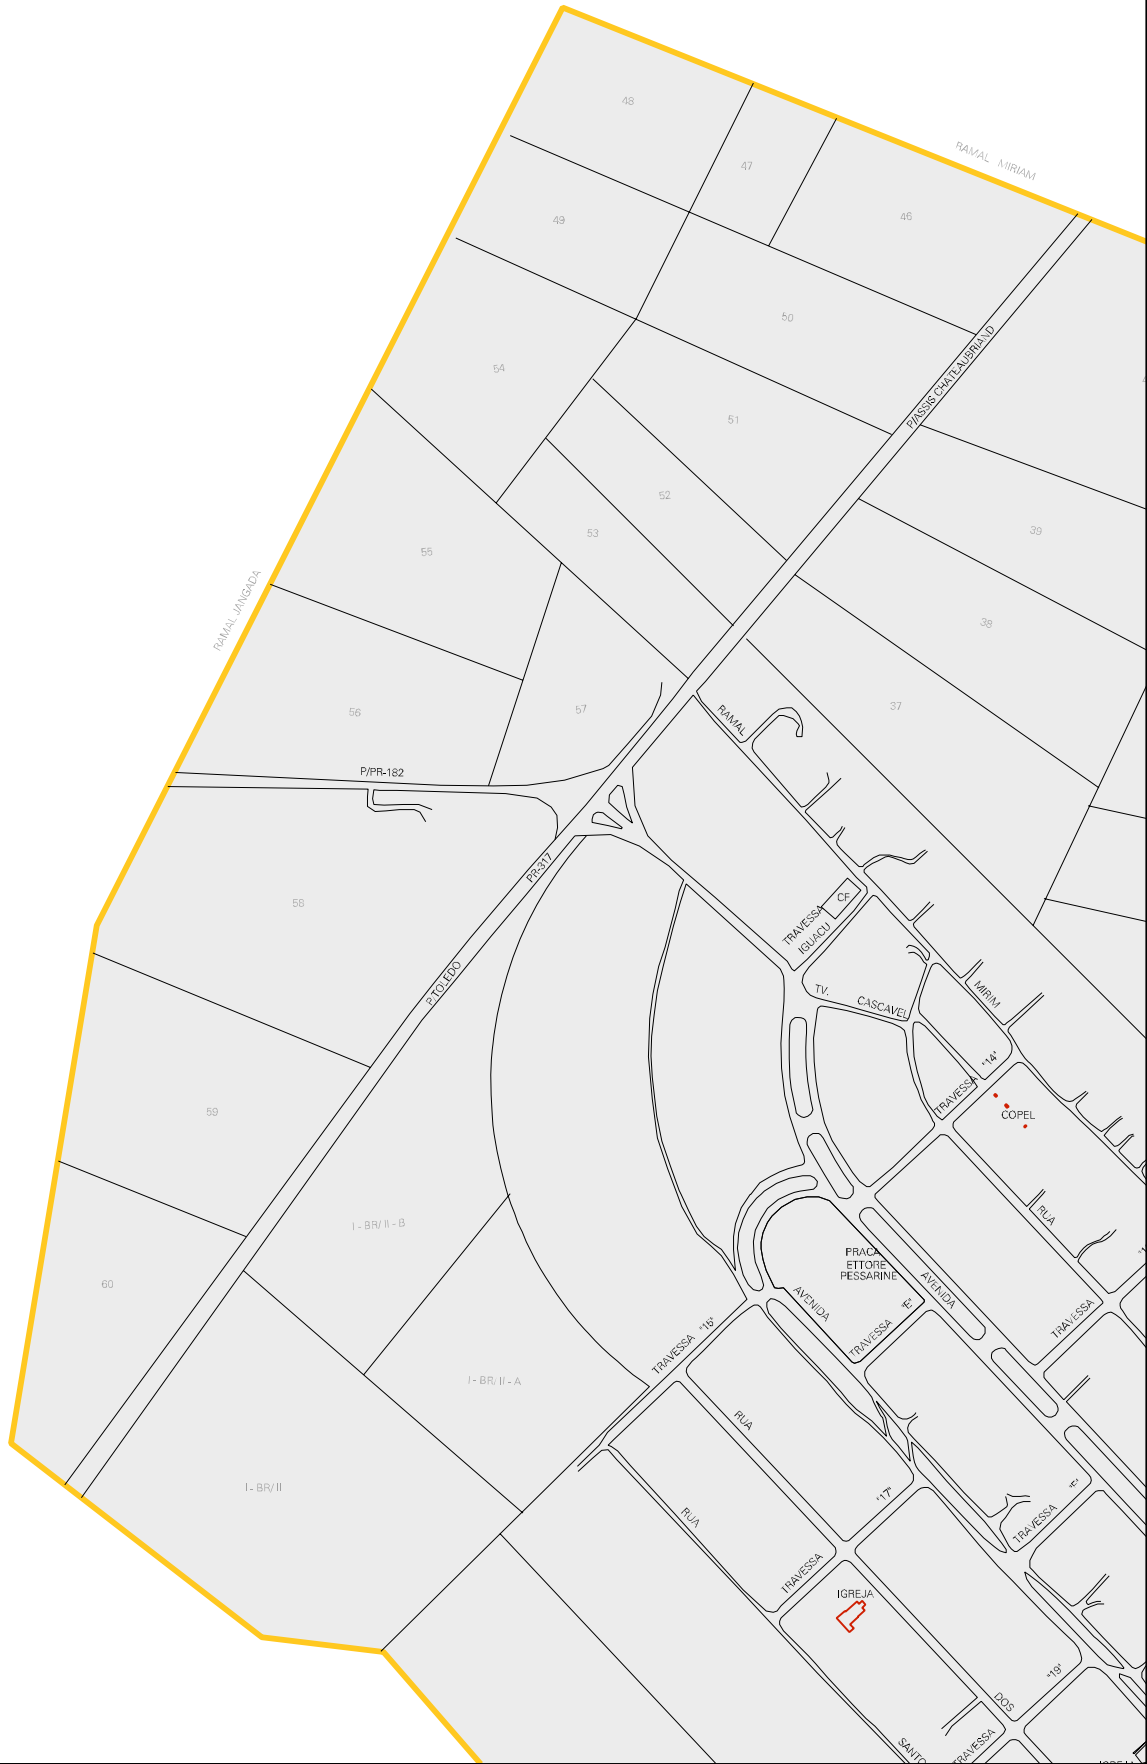 48
RAMAL MIRIAM
47
46
49
50
P/ASSIS CHATEAUBRIAND
54
51
52
39
53
55
RAMAL JANGADA
38
56
57
37
RAMAL
P/PR-182
PR-317
CF
58
TRAVESSA
IGUACU
P.TOLEDO
TV.
CASCAVEL
MIRIM
"14"
TRAVESSA
59
COPEL
RUA
I - BR/ II - B
PRACA
ETTORE
PESSARINE
60
AVENIDA
AVENIDA
"E"
TRAVESSA
TRAVESSA
TRAVESSA "16"
I - BR/ II - A
RUA
I - BR/ II
"17"
"F"
RUA
TRAVESSA
TRAVESSA
IGREJA
"19"
DOS
SANTO
TRAVESSA